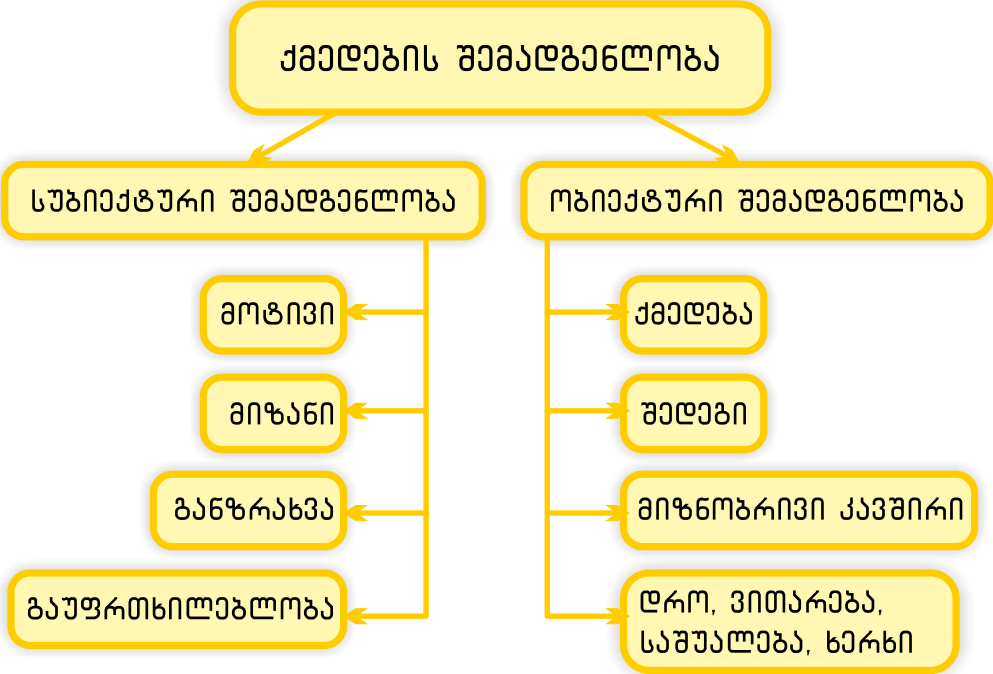 ქმედების შემადგენლობა
სუბიექტური შემადგენლობა
ობიექტური შემადგენლობა
მოტივი
მიზანი
განზრახვა
გაუფრთხილებლობა
ქმედება
შედეგი
მიზნობრივი კავშირი
დრო, ვითარება,
საშუალება, ხერხი